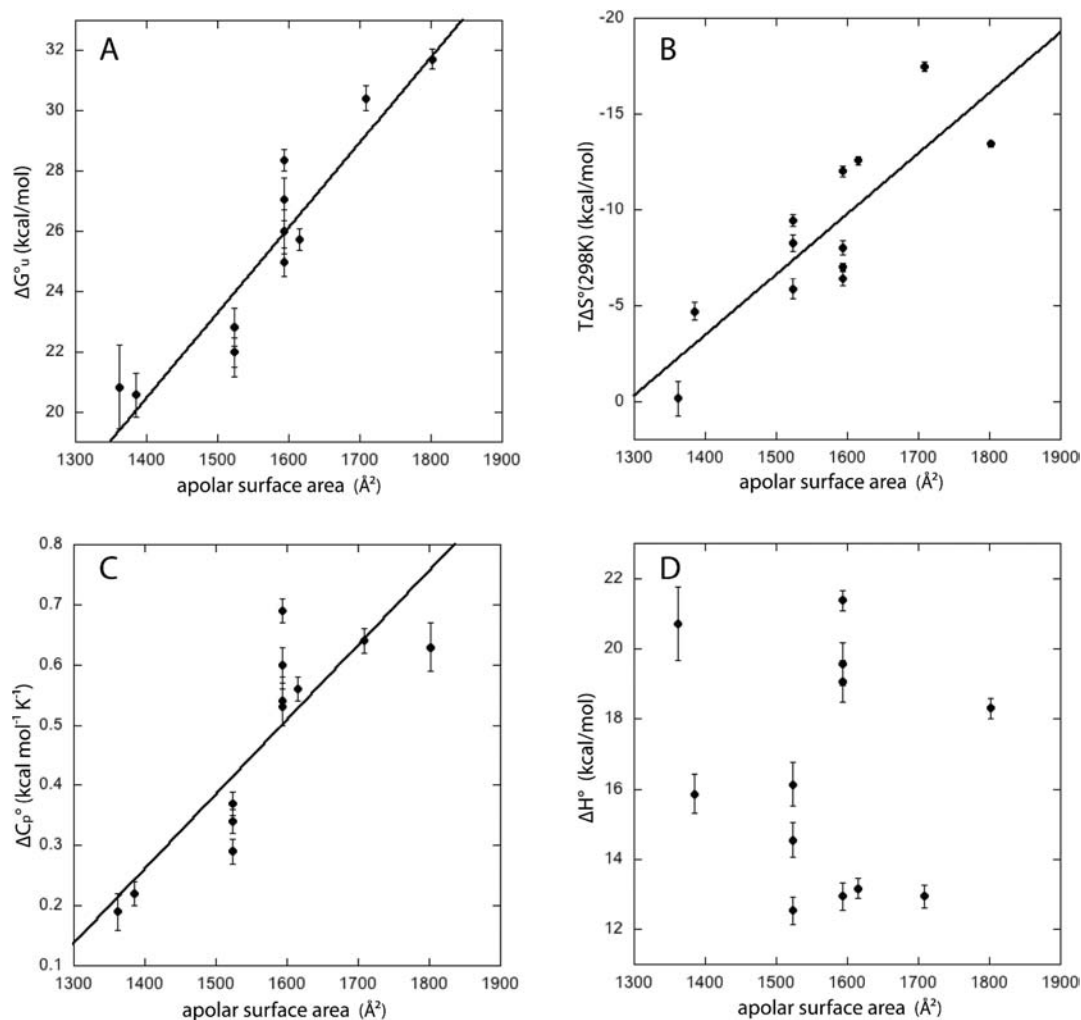 A
32
30
28
26
24
22
20
ΔG°u (kcal/mol)
1300 1400 1500 1600 1700 1800 1900
apolar surface area (Å²)
B
-20
-15
-10
-5
0
TΔS°(298K) (kcal/mol)
1300 1400 1500 1600 1700 1800 1900
apolar surface area (Å²)
C
0.8
0.7
0.6
0.5
0.4
0.3
0.2
0.1
ΔCp° (kcal mol⁻¹ K⁻¹)
1300 1400 1500 1600 1700 1800 1900
apolar surface area (Å²)
D
22
20
18
16
14
12
ΔH° (kcal/mol)
1300 1400 1500 1600 1700 1800 1900
apolar surface area (Å²)